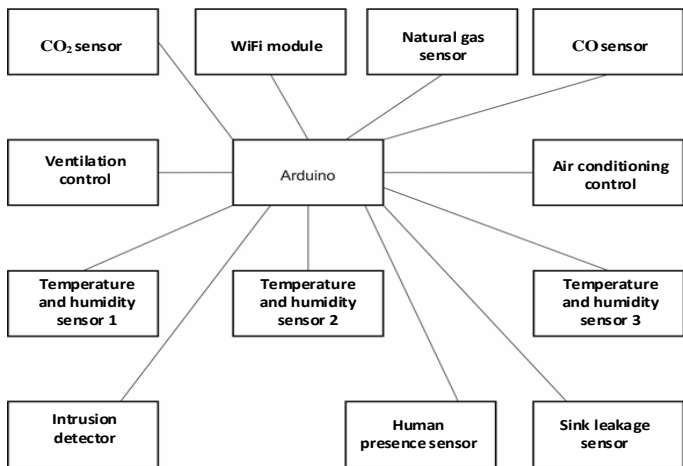 CO₂ sensor
WiFi module
Natural gas
sensor
CO sensor
Ventilation
control
Arduino
Air conditioning
control
Temperature
and humidity
sensor 1
Temperature
and humidity
sensor 2
Temperature
and humidity
sensor 3
Intrusion
detector
Human
presence sensor
Sink leakage
sensor